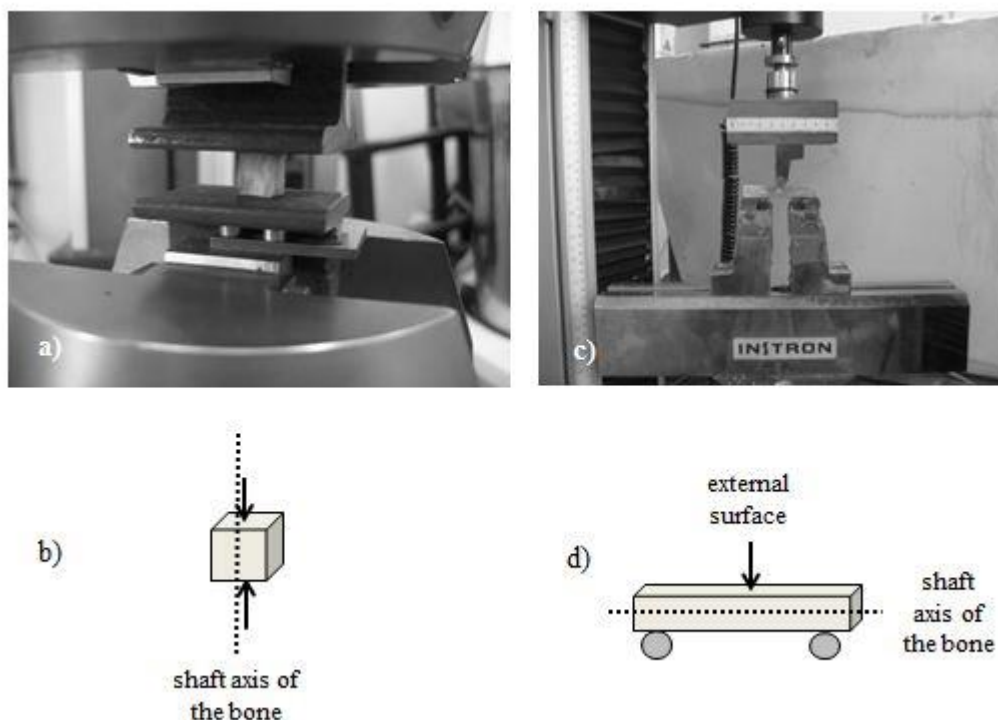 a)
c)
INSTRON
b)
shaft axis of
the bone
d)
external
surface
shaft
axis of
the bone